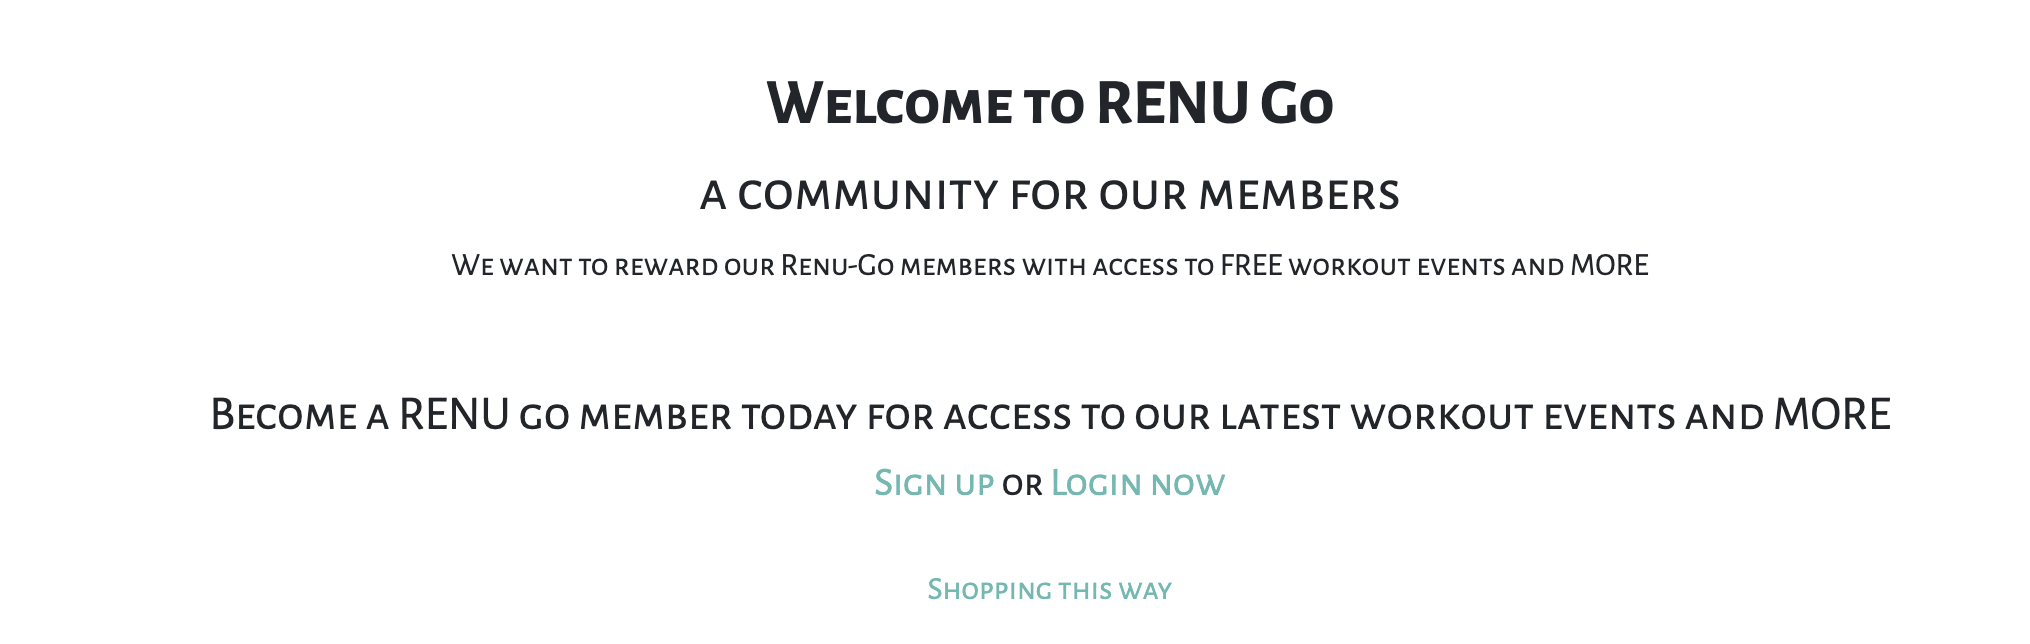 Welcome to RENU Go
a community for our members
We want to reward our Renu-Go members with access to FREE workout events and MORE
Become a RENU go member today for access to our latest workout events and MORE
Sign up or Login now
Shopping this way